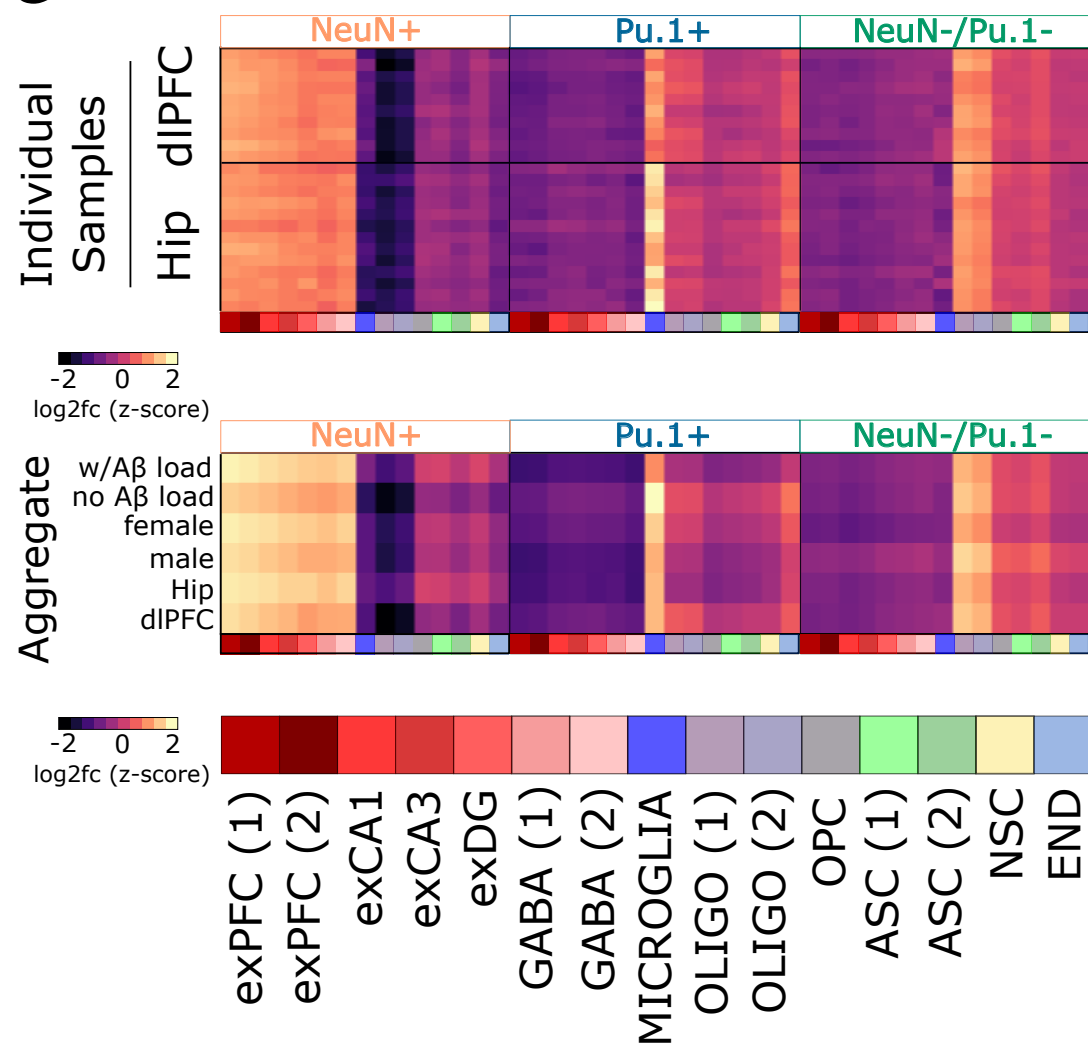 NeuN+ Pu.1+ NeuN-/Pu.1-
Individual
Samples
dlPFC
Hip
-2 0 2
log2fc (z-score)
NeuN+ Pu.1+ NeuN-/Pu.1-
Aggregate
w/Aβ load
no Aβ load
female
male
Hip
dlPFC
-2 0 2
log2fc (z-score)
exPFC (1)
exPFC (2)
exCA1
exCA3
exDG
GABA (1)
GABA (2)
MICROGLIA
OLIGO (1)
OLIGO (2)
OPC
ASC (1)
ASC (2)
NSC
END